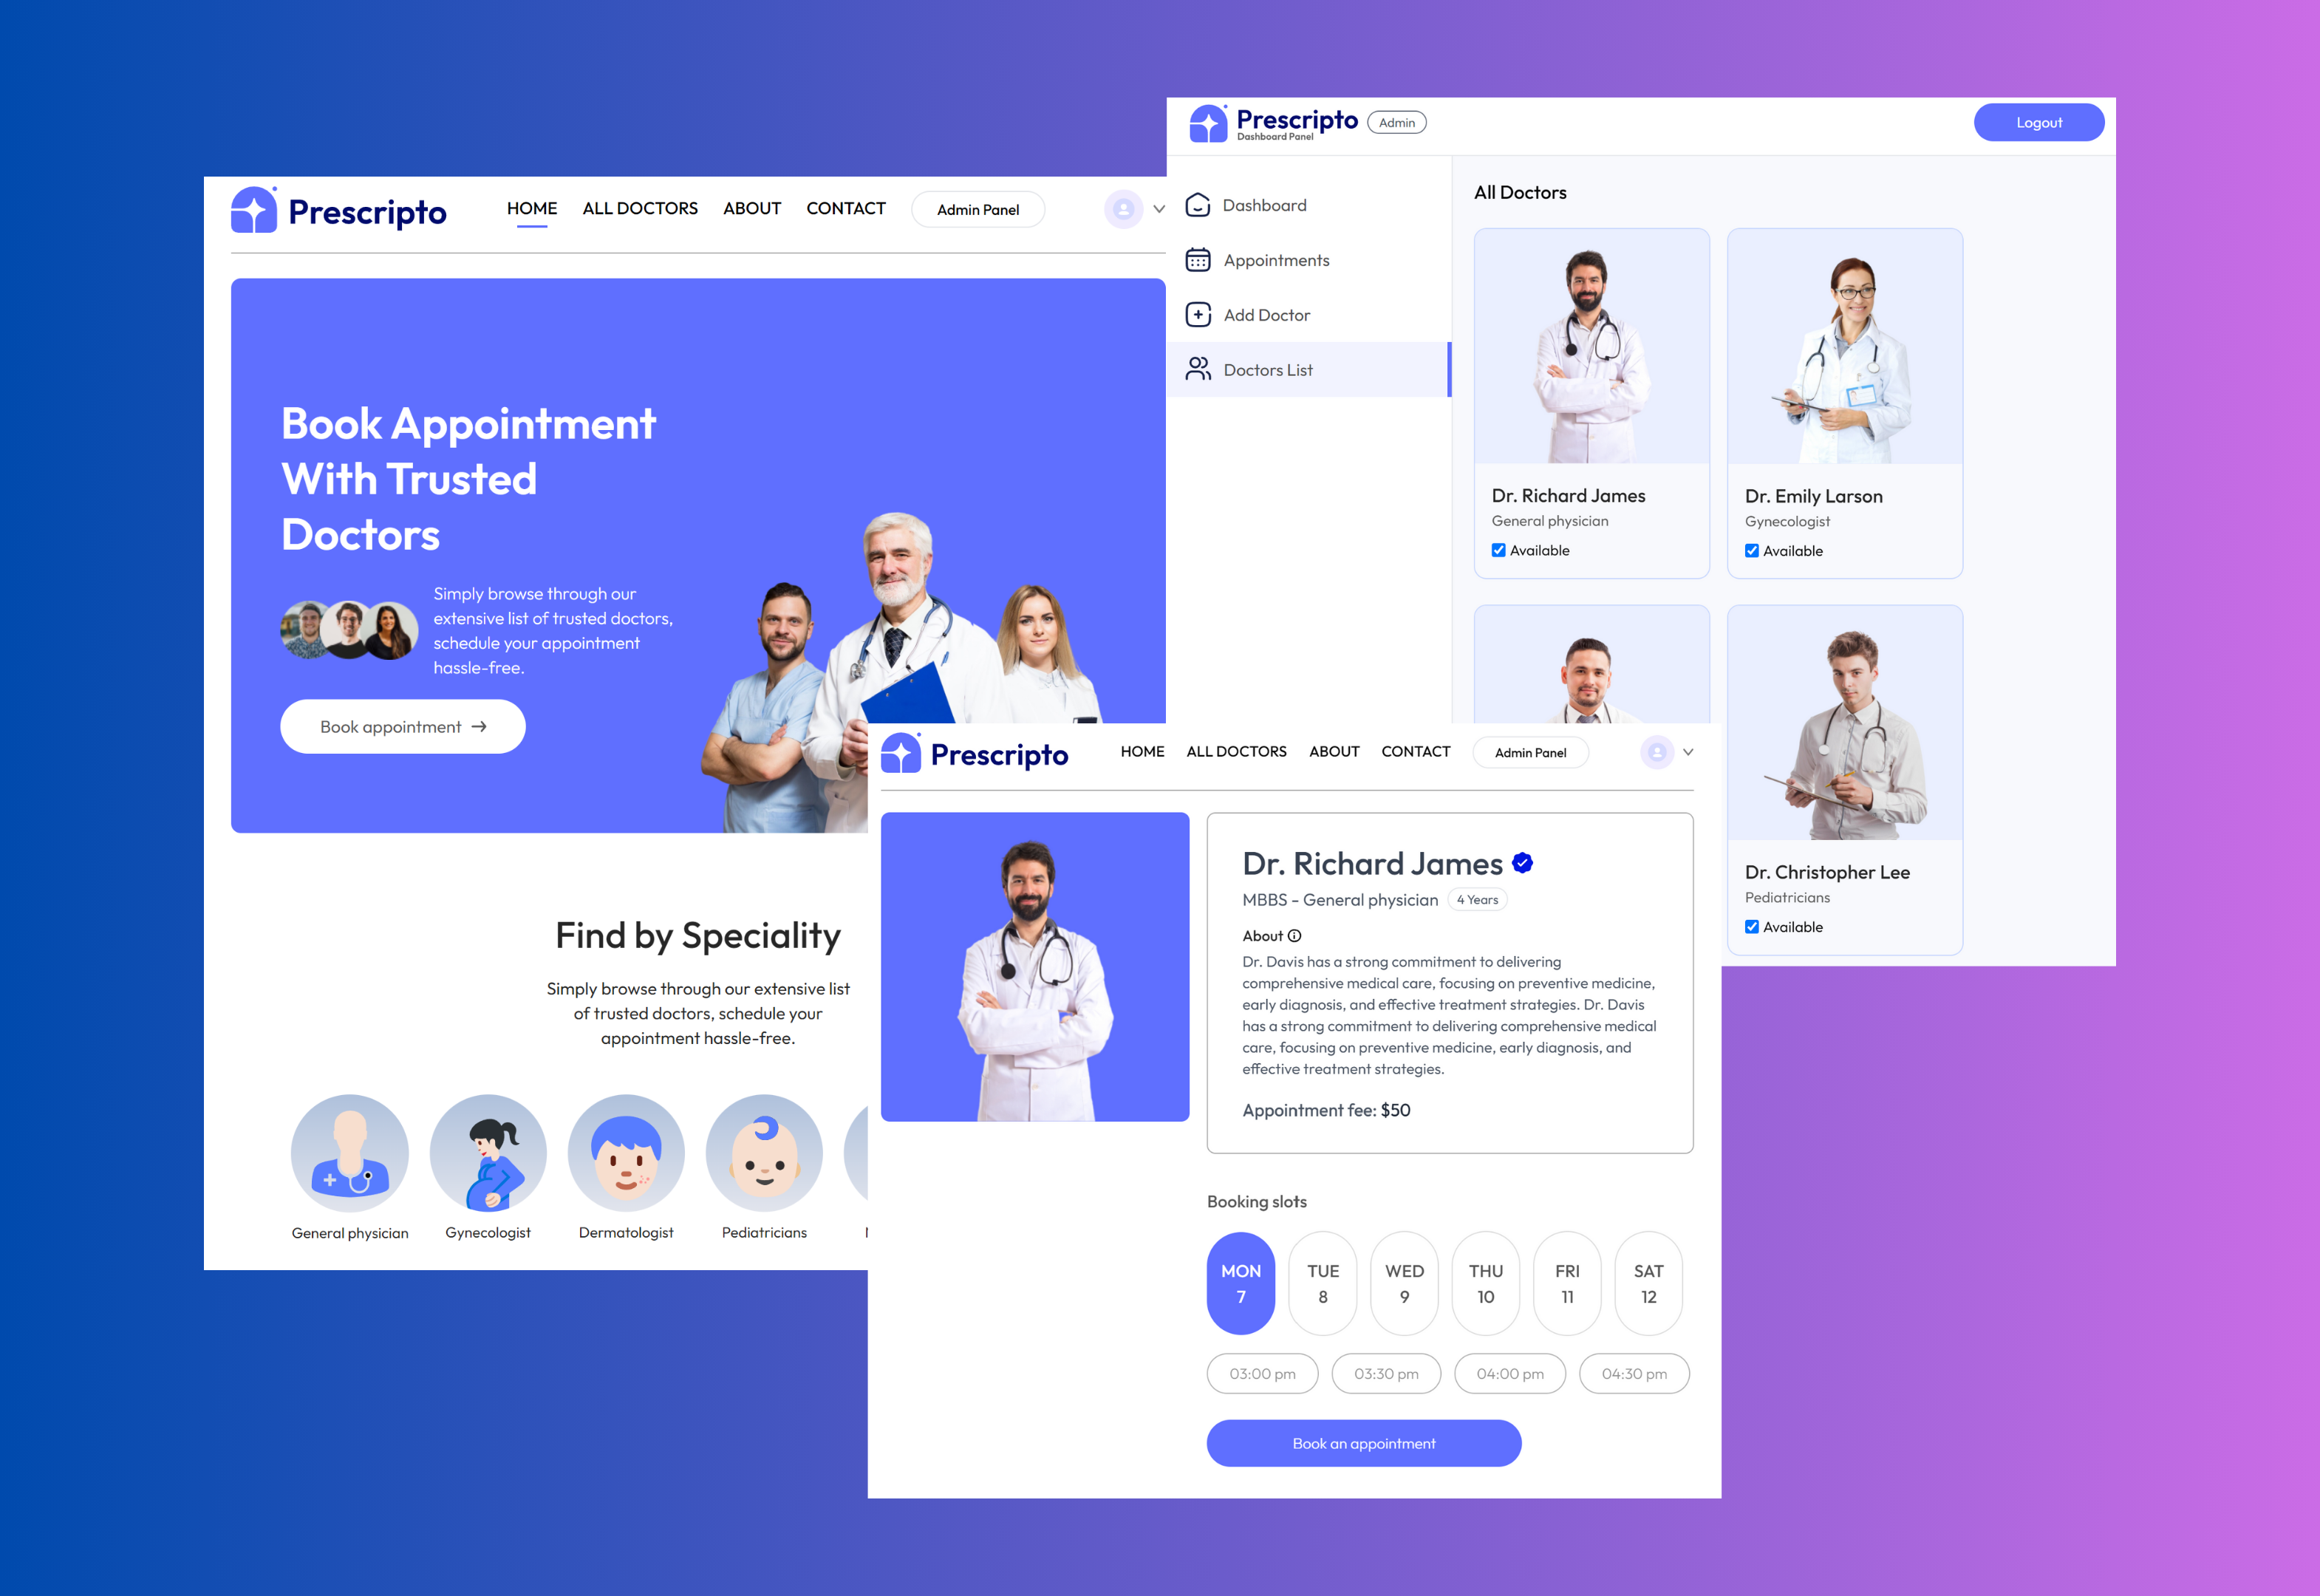 Prescripto
HOME
ALL DOCTORS
ABOUT
CONTACT
Admin Panel
Book Appointment
With Trusted
Doctors
Simply browse through our
extensive list of trusted doctors,
schedule your appointment
hassle-free.
Book appointment →
Find by Speciality
Simply browse through our extensive list
of trusted doctors, schedule your
appointment hassle-free.
General physician
Gynecologist
Dermatologist
Pediatricians
Prescripto
Dashboard Panel
Admin
Logout
Dashboard
Appointments
Add Doctor
Doctors List
All Doctors
Dr. Richard James
General physician
Available
Dr. Emily Larson
Gynecologist
Available
Dr. Christopher Lee
Pediatricians
Available
Prescripto
HOME
ALL DOCTORS
ABOUT
CONTACT
Admin Panel
Dr. Richard James
MBBS - General physician
4 Years
About
Dr. Davis has a strong commitment to delivering
comprehensive medical care, focusing on preventive medicine,
early diagnosis, and effective treatment strategies. Dr. Davis
has a strong commitment to delivering comprehensive medical
care, focusing on preventive medicine, early diagnosis, and
effective treatment strategies.
Appointment fee: $50
Booking slots
MON
7
TUE
8
WED
9
THU
10
FRI
11
SAT
12
03:00 pm
03:30 pm
04:00 pm
04:30 pm
Book an appointment